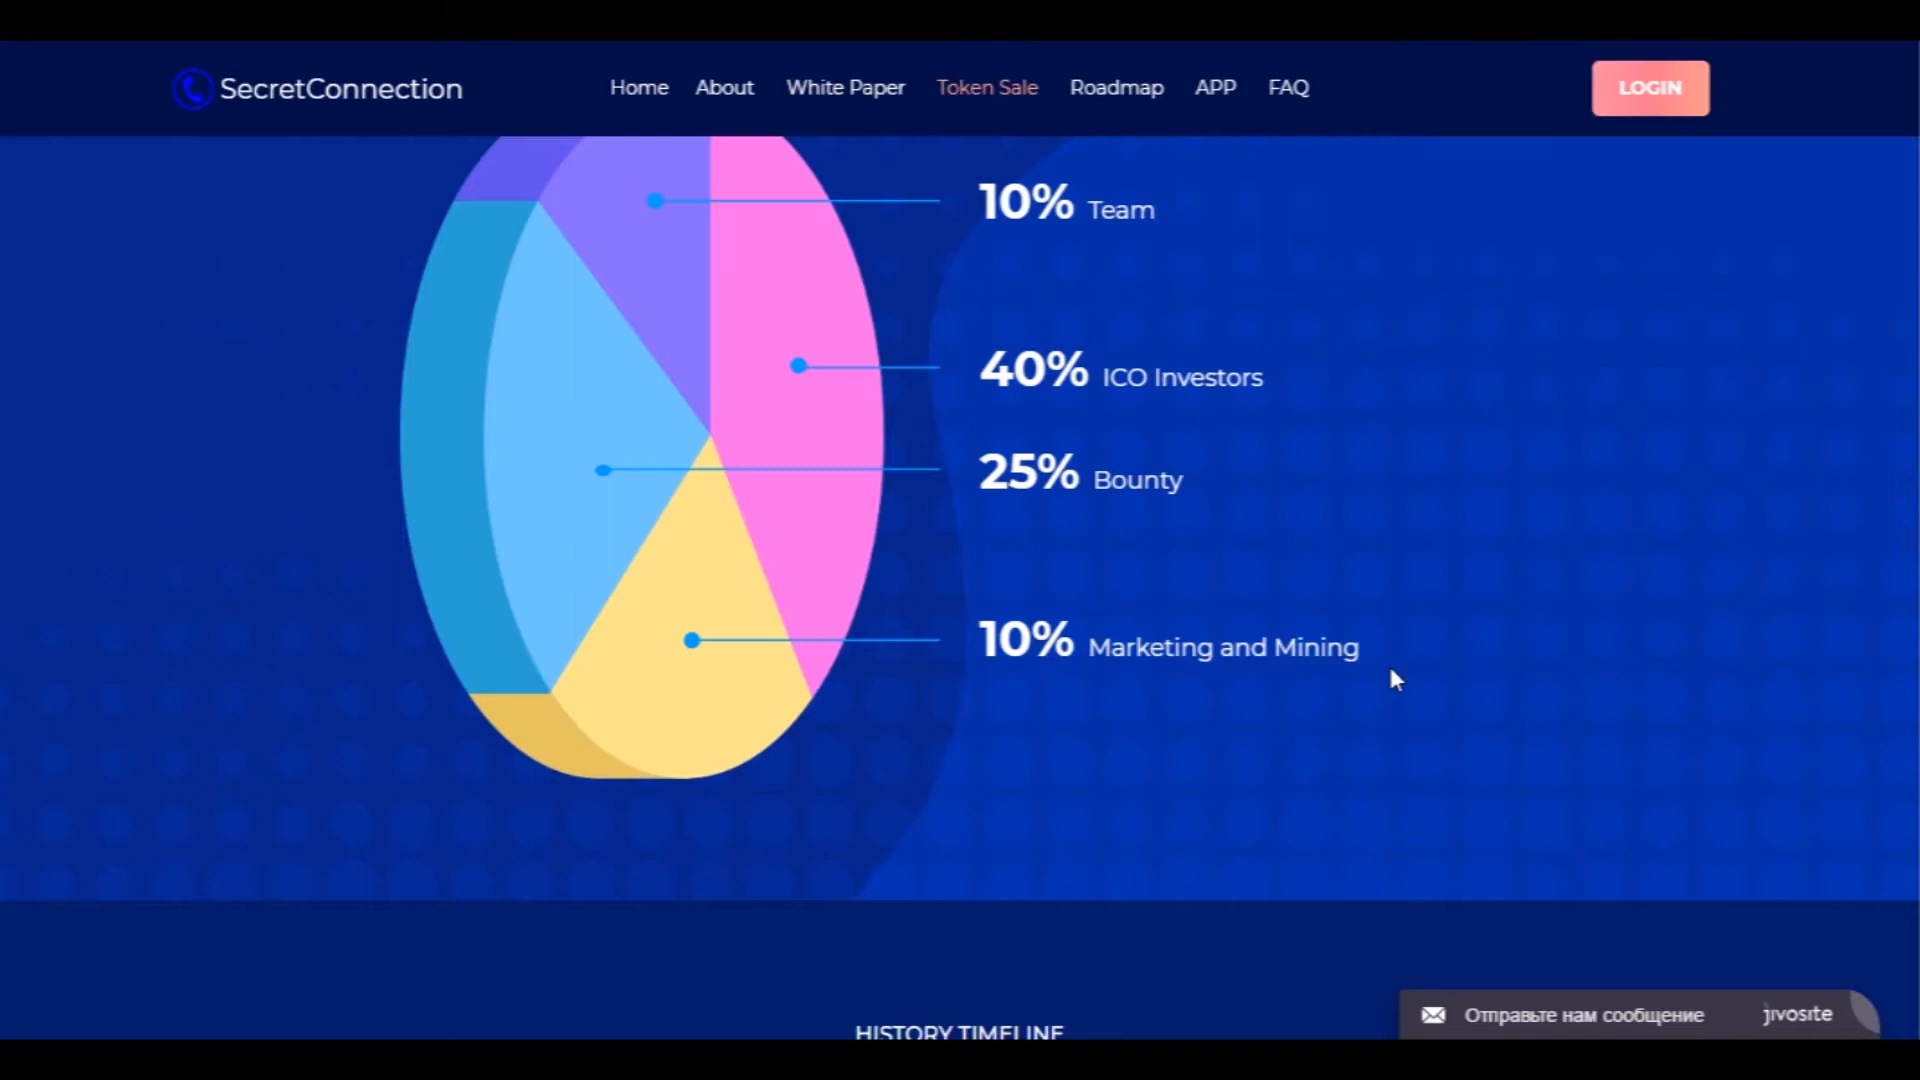 SecretConnection
Home About White Paper Token Sale Roadmap APP FAQ
LOGIN
10% Team
40% ICO Investors
25% Bounty
10% Marketing and Mining
HISTORY TIMELINE
Отправьте нам сообщение jivosite